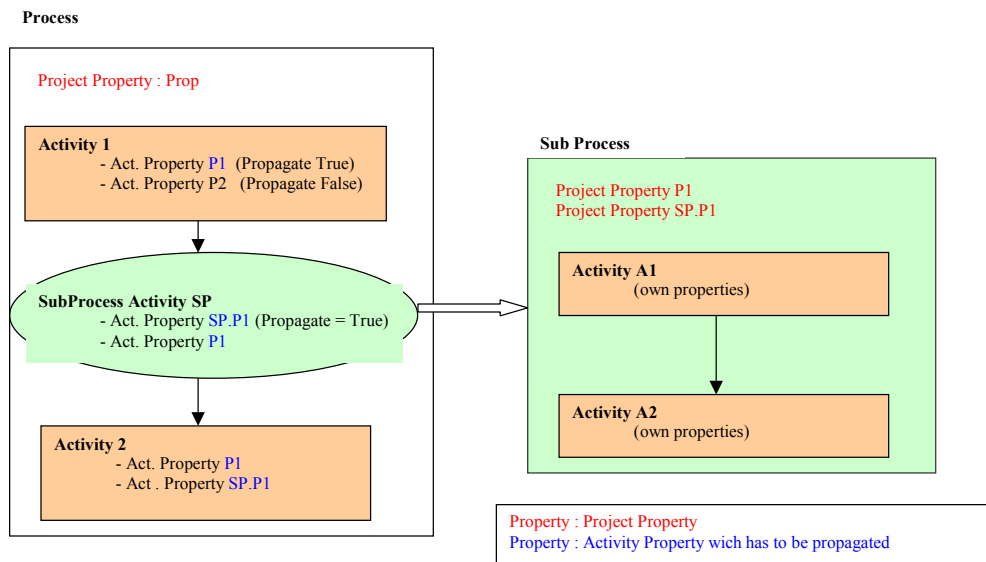 Process
Project Property : Prop
Activity 1
- Act. Property P1 (Propagate True)
- Act. Property P2 (Propagate False)
SubProcess Activity SP
- Act. Property SP.P1 (Propagate = True)
- Act. Property P1
Activity 2
- Act. Property P1
- Act . Property SP.P1
Sub Process
Project Property P1
Project Property SP.P1
Activity A1
(own properties)
Activity A2
(own properties)
Property : Project Property
Property : Activity Property wich has to be propagated